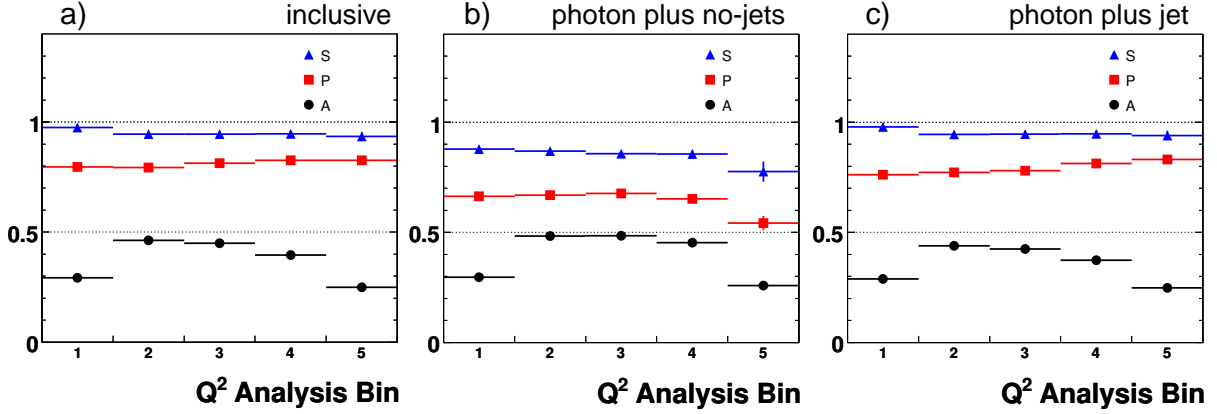 a) inclusive
S
P
A
1
0.5
0
1 2 3 4 5
Q² Analysis Bin
b) photon plus no-jets
S
P
A
1
0.5
0
1 2 3 4 5
Q² Analysis Bin
c) photon plus jet
S
P
A
1
0.5
0
1 2 3 4 5
Q² Analysis Bin